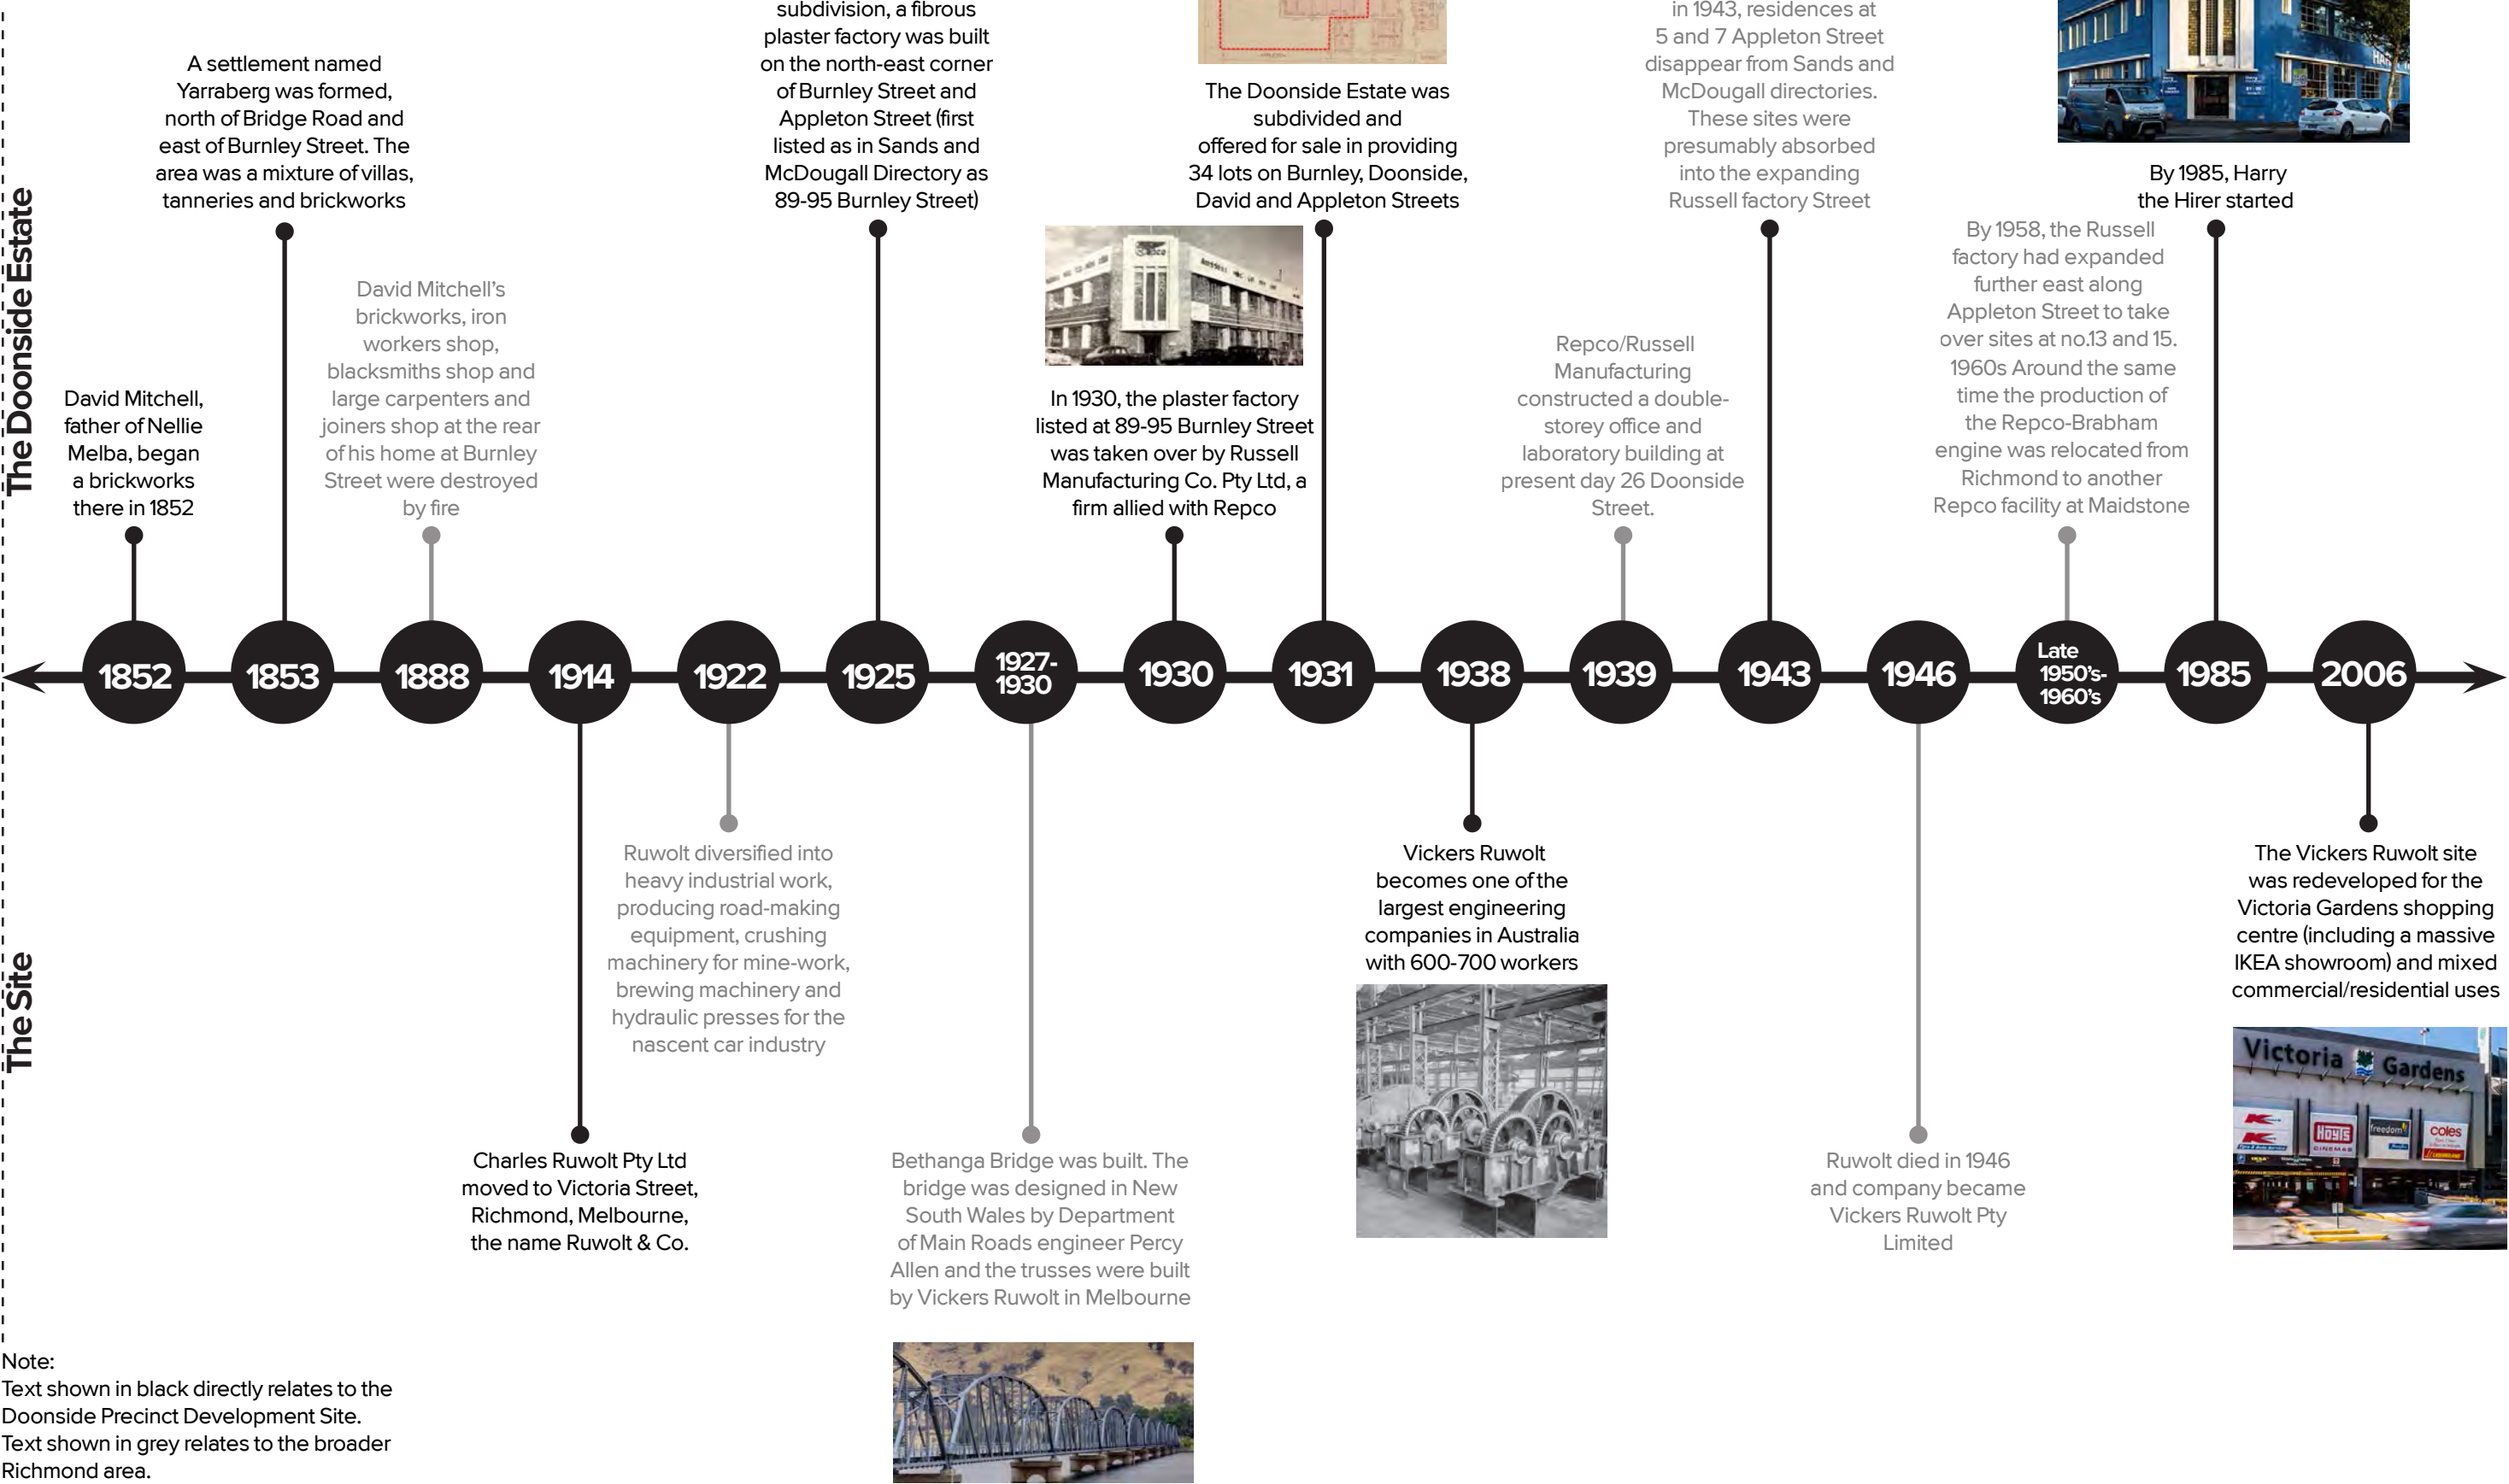 The Doonside Estate
David Mitchell,
father of Nellie
Melba, began
a brickworks
there in 1852
A settlement named
Yarraberg was formed,
north of Bridge Road and
east of Burnley Street. The
area was a mixture of villas,
tanneries and brickworks
David Mitchell’s
brickworks, iron
workers shop,
blacksmiths shop and
large carpenters and
joiners shop at the rear
of his home at Burnley
Street were destroyed
by fire
subdivision, a fibrous
plaster factory was built
on the north-east corner
of Burnley Street and
Appleton Street (first
listed as in Sands and
McDougall Directory as
89-95 Burnley Street)
In 1930, the plaster factory
listed at 89-95 Burnley Street
was taken over by Russell
Manufacturing Co. Pty Ltd, a
firm allied with Repco
The Doonside Estate was
subdivided and
offered for sale in providing
34 lots on Burnley, Doonside,
David and Appleton Streets
Repco/Russell
Manufacturing
constructed a double-
storey office and
laboratory building at
present day 26 Doonside
Street.
in 1943, residences at
5 and 7 Appleton Street
disappear from Sands and
McDougall directories.
These sites were
presumably absorbed
into the expanding
Russell factory Street
By 1958, the Russell
factory had expanded
further east along
Appleton Street to take
over sites at no.13 and 15.
1960s Around the same
time the production of
the Repco-Brabham
engine was relocated from
Richmond to another
Repco facility at Maidstone
By 1985, Harry
the Hirer started
1852
1853
1888
1914
1922
1925
1927-
1930
1930
1931
1938
1939
1943
1946
Late
1950’s-
1960’s
1985
2006
The Site
Charles Ruwolt Pty Ltd
moved to Victoria Street,
Richmond, Melbourne,
the name Ruwolt & Co.
Ruwolt diversified into
heavy industrial work,
producing road-making
equipment, crushing
machinery for mine-work,
brewing machinery and
hydraulic presses for the
nascent car industry
Bethanga Bridge was built. The
bridge was designed in New
South Wales by Department
of Main Roads engineer Percy
Allen and the trusses were built
by Vickers Ruwolt in Melbourne
Vickers Ruwolt
becomes one of the
largest engineering
companies in Australia
with 600-700 workers
Ruwolt died in 1946
and company became
Vickers Ruwolt Pty
Limited
The Vickers Ruwolt site
was redeveloped for the
Victoria Gardens shopping
centre (including a massive
IKEA showroom) and mixed
commercial/residential uses
Victoria Gardens
HOYTS
CINEMAS
freedom
coles
Note:
Text shown in black directly relates to the
Doonside Precinct Development Site.
Text shown in grey relates to the broader
Richmond area.